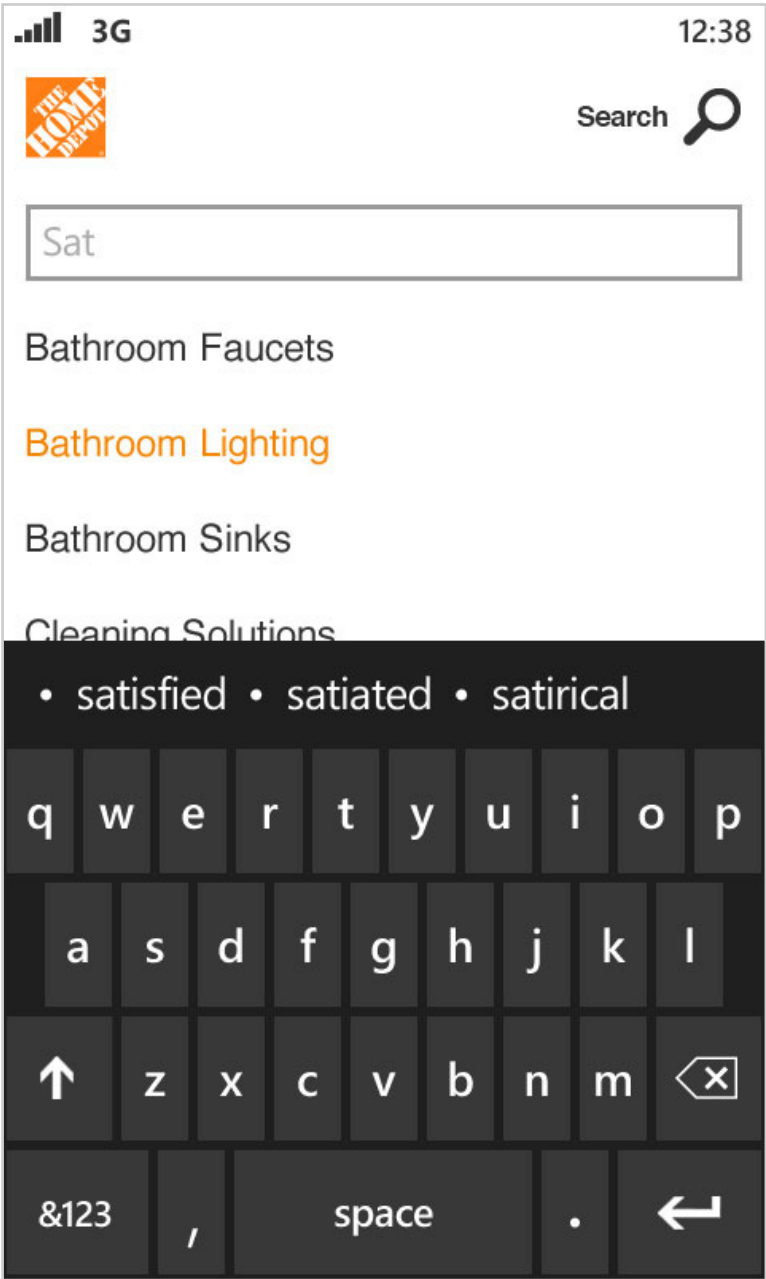 3G 12:38
THE
HOME
DEPOT
Search
Sat
Bathroom Faucets
Bathroom Lighting
Bathroom Sinks
Cleaning Solutions
• satisfied • satiated • satirical
q w e r t y u i o p
a s d f g h j k l
z x c v b n m
&123 , space .